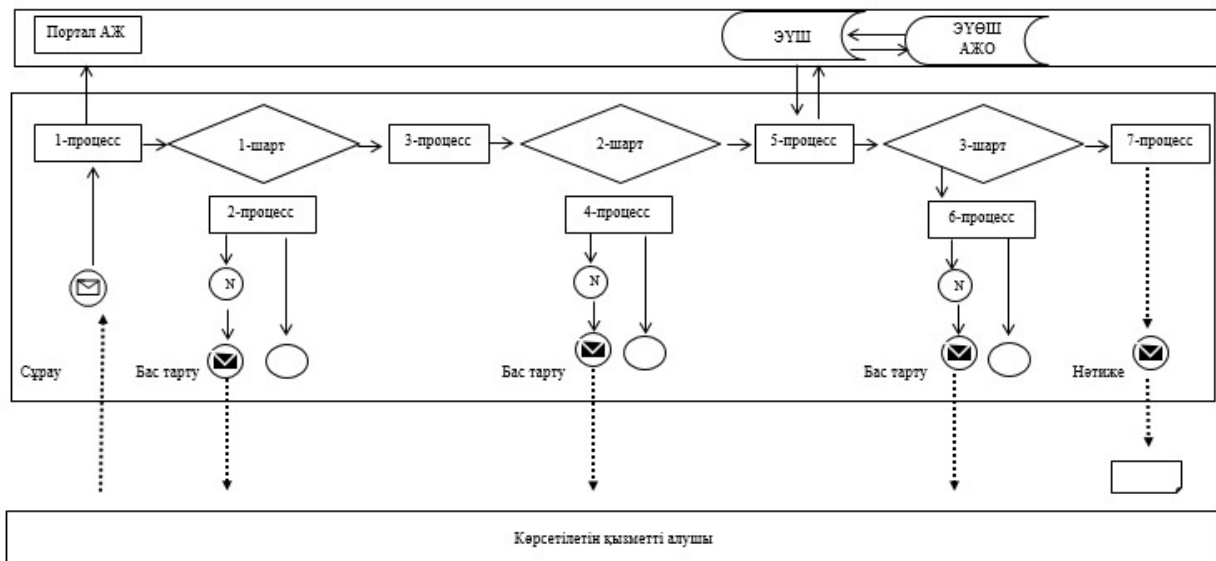 Портал АЖ
ЭҮШ
ЭҮӨШ
АЖО
1-процесс
1-шарт
3-процесс
2-шарт
5-процесс
3-шарт
7-процесс
2-процесс
4-процесс
6-процесс
N
N
N
Сұрау
Бас тарту
Бас тарту
Бас тарту
Нәтиже
Көрсетілетін қызметті алушы